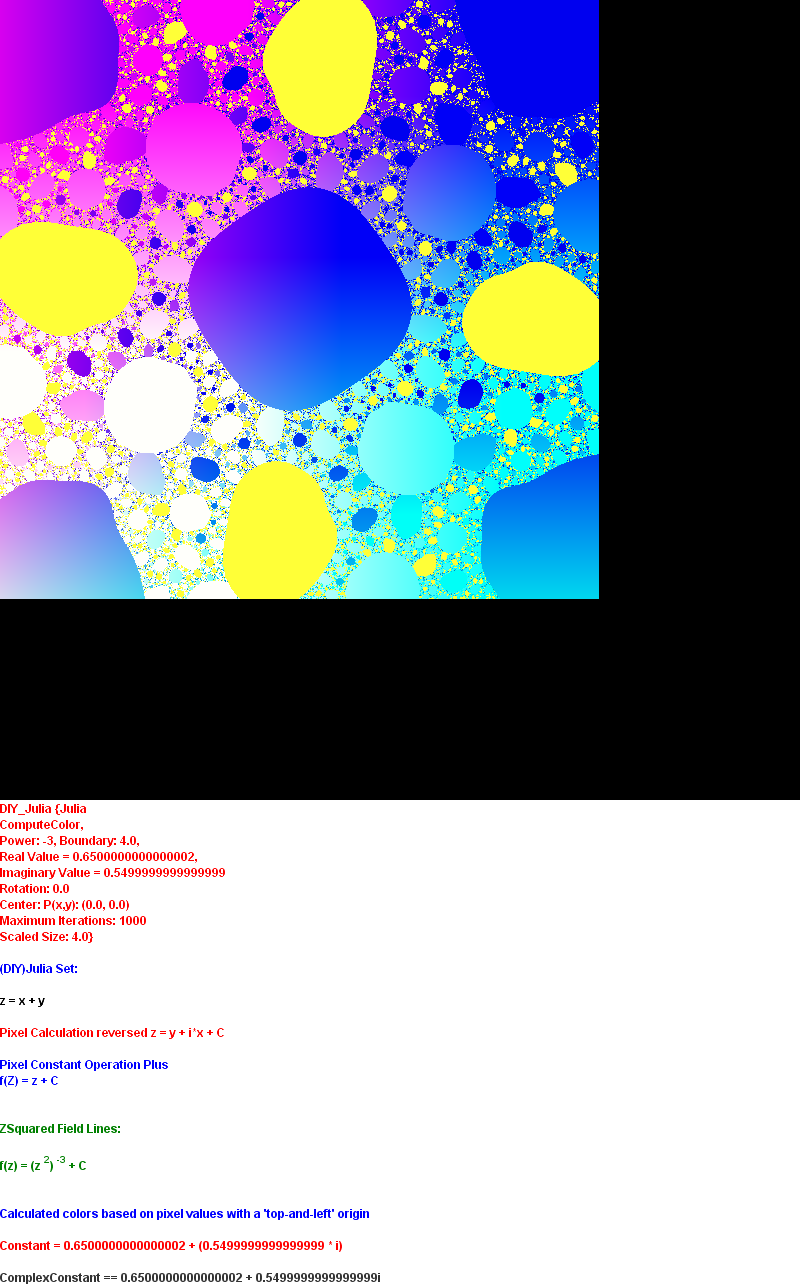 DIY_Julia {Julia
ComputeColor,
Power: -3, Boundary: 4.0,
Real Value = 0.6500000000000002,
Imaginary Value = 0.5499999999999999
Rotation: 0.0
Center: P(x,y): (0.0, 0.0)
Maximum Iterations: 1000
Scaled Size: 4.0}
(DIY)Julia Set:
z = x + y
Pixel Calculation reversed z = y + i*x + C
Pixel Constant Operation Plus
f(Z) = z + C
ZSquared Field Lines:
f(z) = (z ²) ⁻³ + C
Calculated colors based on pixel values with a 'top-and-left' origin
Constant = 0.6500000000000002 + (0.5499999999999999 * i)
ComplexConstant == 0.6500000000000002 + 0.5499999999999999i